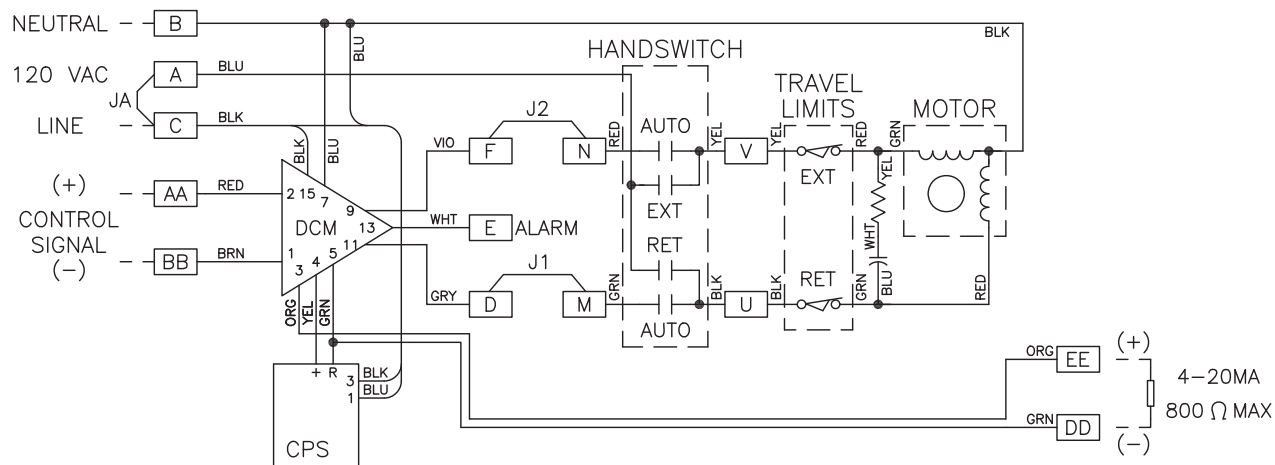 NEUTRAL
B
BLK
BLU
HANDSWITCH
120 VAC
A
BLU
JA
TRAVEL
LIMITS
MOTOR
LINE
C
BLK
J2
AUTO
RED
YEL
YEL
RED
GRN
VIO
F
N
V
BLK
BLU
EXT
YEL
(+)
AA
RED
2
15
7
9
EXT
CONTROL
SIGNAL
DCM
13
WHT
E
ALARM
11
RET
WHT
(-)
BB
BRN
1
3
4
5
J1
GRN
BLK
BLK
RET
GRN
BLU
RED
GRY
D
M
U
ORG
YEL
GRN
AUTO
ORG
EE
(+)
+
R
3
BLK
1
BLU
4-20MA
800 Ω MAX
GRN
DD
(-)
CPS